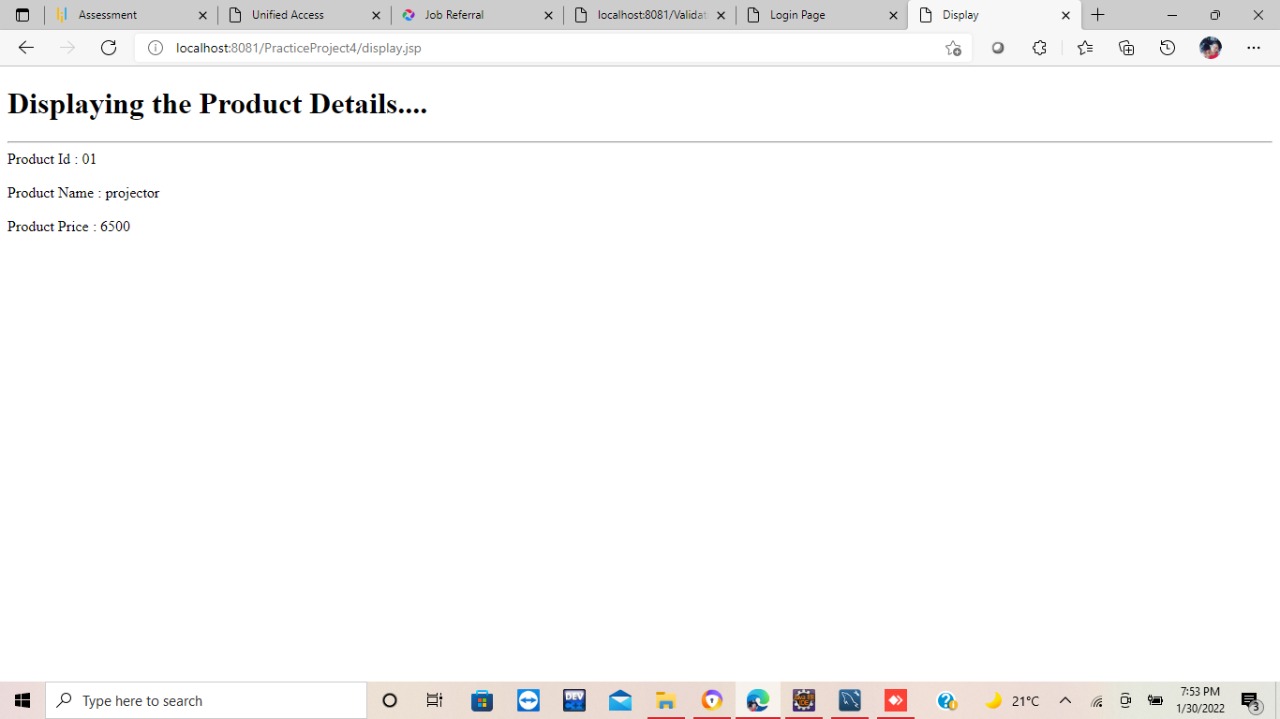 Assessment
Unified Access
Job Referral
localhost:8081/Validat
Login Page
Display
localhost:8081/PracticeProject4/display.jsp
Displaying the Product Details....
Product Id : 01
Product Name : projector
Product Price : 6500
Type here to search
DEV
21°C
7:53 PM
1/30/2022
3